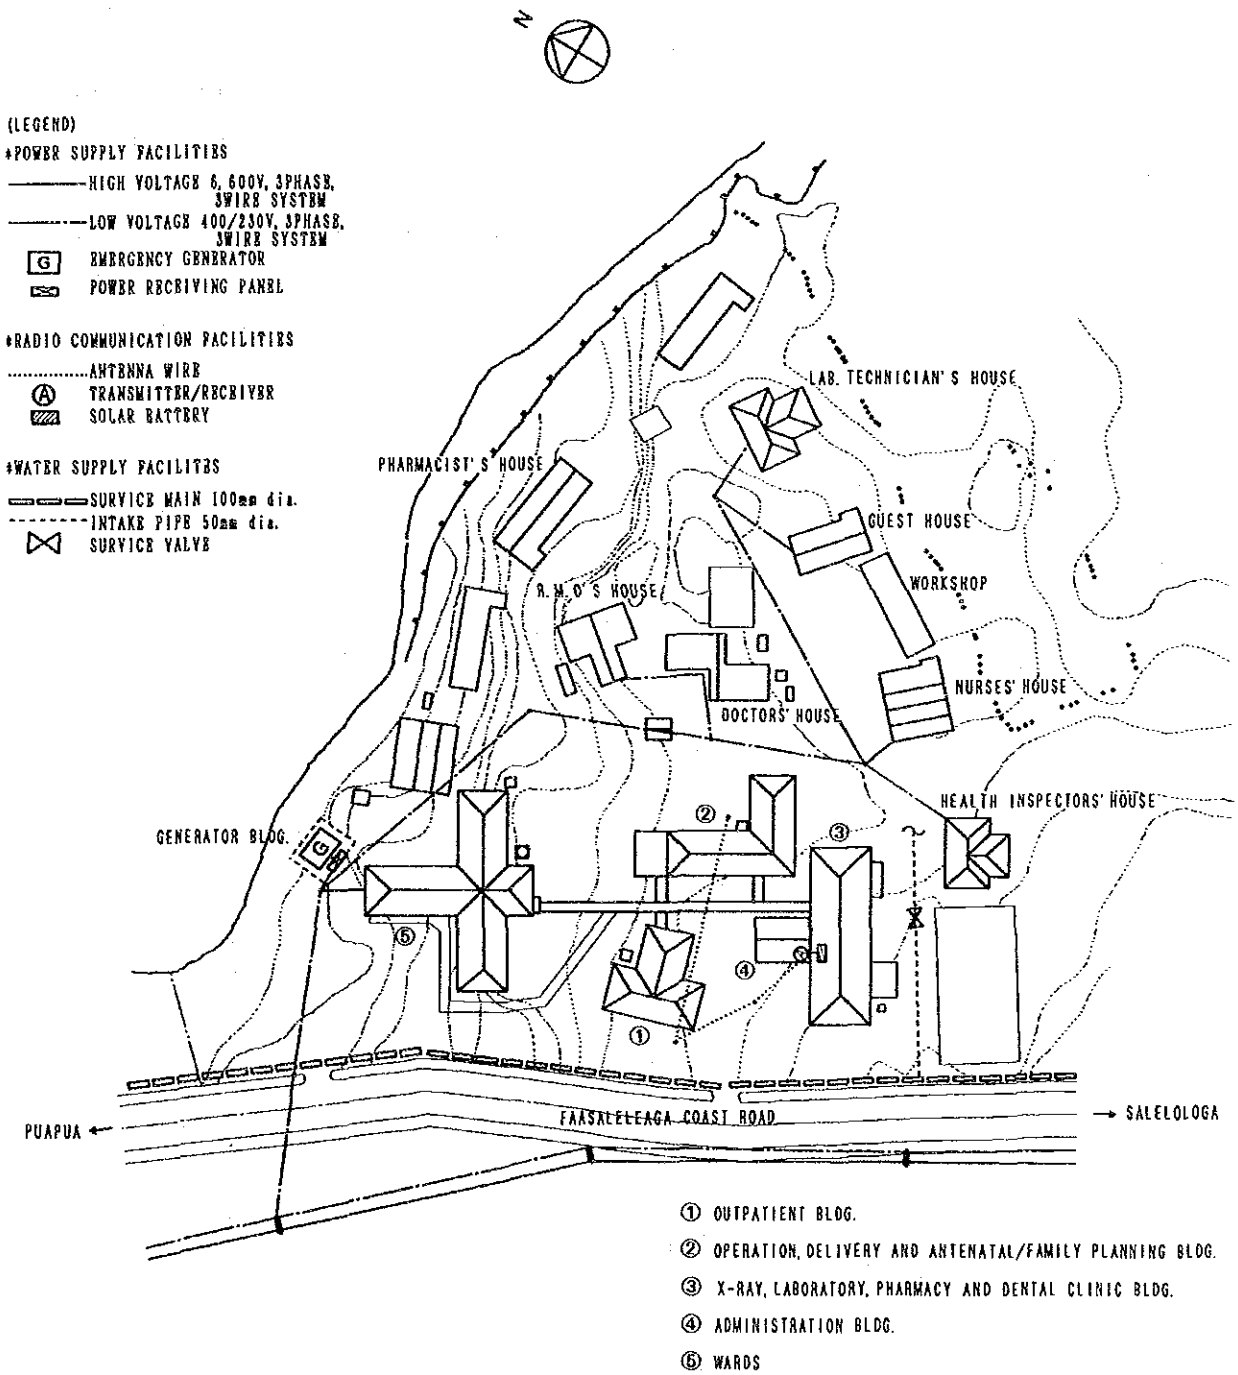 N
(LEGEND)
*POWER SUPPLY FACILITIES
HIGH VOLTAGE 6,600V, 3PHASE,
3WIRE SYSTEM
LOW VOLTAGE 400/230V, 3PHASE,
3WIRE SYSTEM
G EMERGENCY GENERATOR
POWER RECEIVING PANEL
*RADIO COMMUNICATION FACILITIES
ANTENNA WIRE
A TRANSMITTER/RECEIVER
SOLAR BATTERY
*WATER SUPPLY FACILITES
SURVICE MAIN 100mm dia.
INTAKE PIPE 50mm dia.
SURVICE VALVE
LAB. TECHNICIAN'S HOUSE
PHARMACIST'S HOUSE
GUEST HOUSE
WORKSHOP
R.M.O'S HOUSE
NURSES' HOUSE
DOCTORS' HOUSE
HEALTH INSPECTORS' HOUSE
GENERATOR BLDG.
G
②
③
⑤
④
①
FAASALELEAGA COAST ROAD
PUAPUA ←
→ SALELOLOGA
① OUTPATIENT BLDG.
② OPERATION, DELIVERY AND ANTENATAL/FAMILY PLANNING BLDG.
③ X-RAY, LABORATORY, PHARMACY AND DENTAL CLINIC BLDG.
④ ADMINISTRATION BLDG.
⑤ WARDS